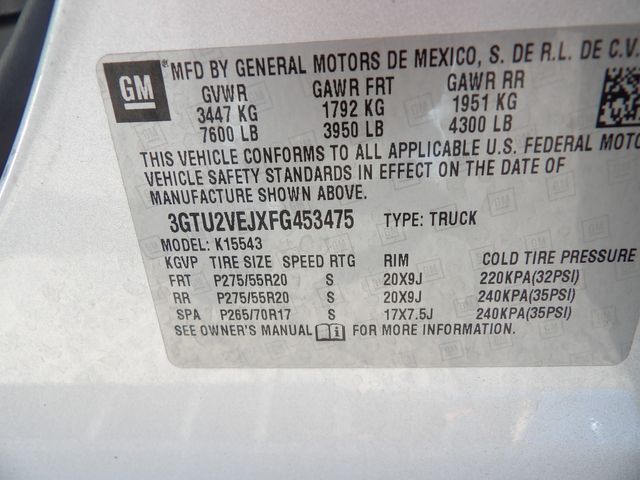 GM ® MFD BY GENERAL MOTORS DE MEXICO, S. DE R.L. DE C.V.
GVWR GAWR FRT GAWR RR
3447 KG 1792 KG 1951 KG
7600 LB 3950 LB 4300 LB
THIS VEHICLE CONFORMS TO ALL APPLICABLE U.S. FEDERAL MOTO
VEHICLE SAFETY STANDARDS IN EFFECT ON THE DATE OF
MANUFACTURE SHOWN ABOVE.
3GTU2VEJXFG453475 TYPE: TRUCK
MODEL: K15543
KGVP TIRE SIZE SPEED RTG RIM COLD TIRE PRESSURE
FRT P275/55R20 S 20X9J 220KPA(32PSI)
RR P275/55R20 S 20X9J 240KPA(35PSI)
SPA P265/70R17 S 17X7.5J 240KPA(35PSI)
SEE OWNER'S MANUAL i FOR MORE INFORMATION.